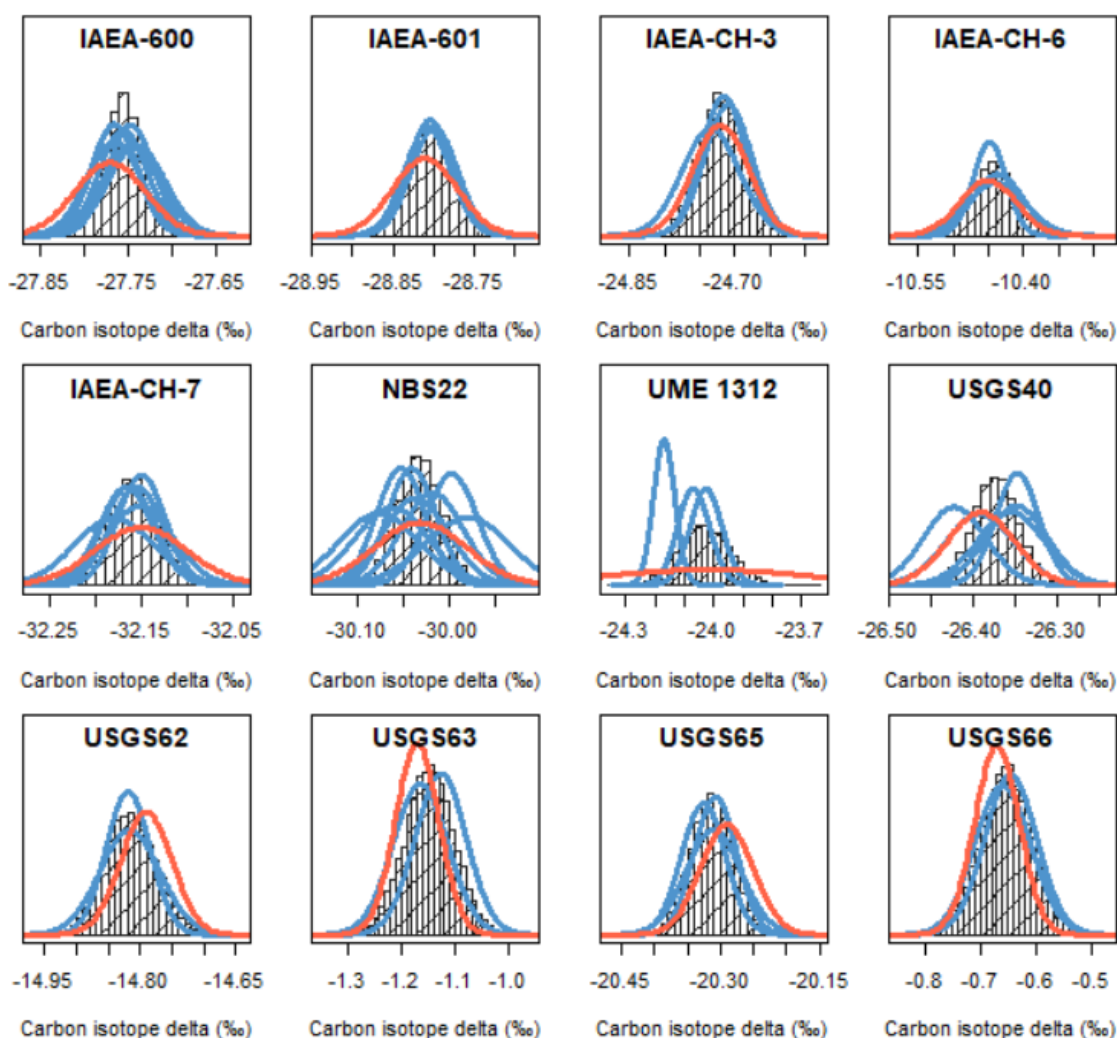 IAEA-600 IAEA-601 IAEA-CH-3 IAEA-CH-6
-27.85 -27.75 -27.65 -28.95 -28.85 -28.75 -24.85 -24.70 -10.55 -10.40
Carbon isotope delta (‰) Carbon isotope delta (‰) Carbon isotope delta (‰) Carbon isotope delta (‰)
IAEA-CH-7 NBS22 UME 1312 USGS40
-32.25 -32.15 -32.05 -30.10 -30.00 -24.3 -24.0 -23.7 -26.50 -26.40 -26.30
Carbon isotope delta (‰) Carbon isotope delta (‰) Carbon isotope delta (‰) Carbon isotope delta (‰)
USGS62 USGS63 USGS65 USGS66
-14.95 -14.80 -14.65 -1.3 -1.2 -1.1 -1.0 -20.45 -20.30 -20.15 -0.8 -0.7 -0.6 -0.5
Carbon isotope delta (‰) Carbon isotope delta (‰) Carbon isotope delta (‰) Carbon isotope delta (‰)